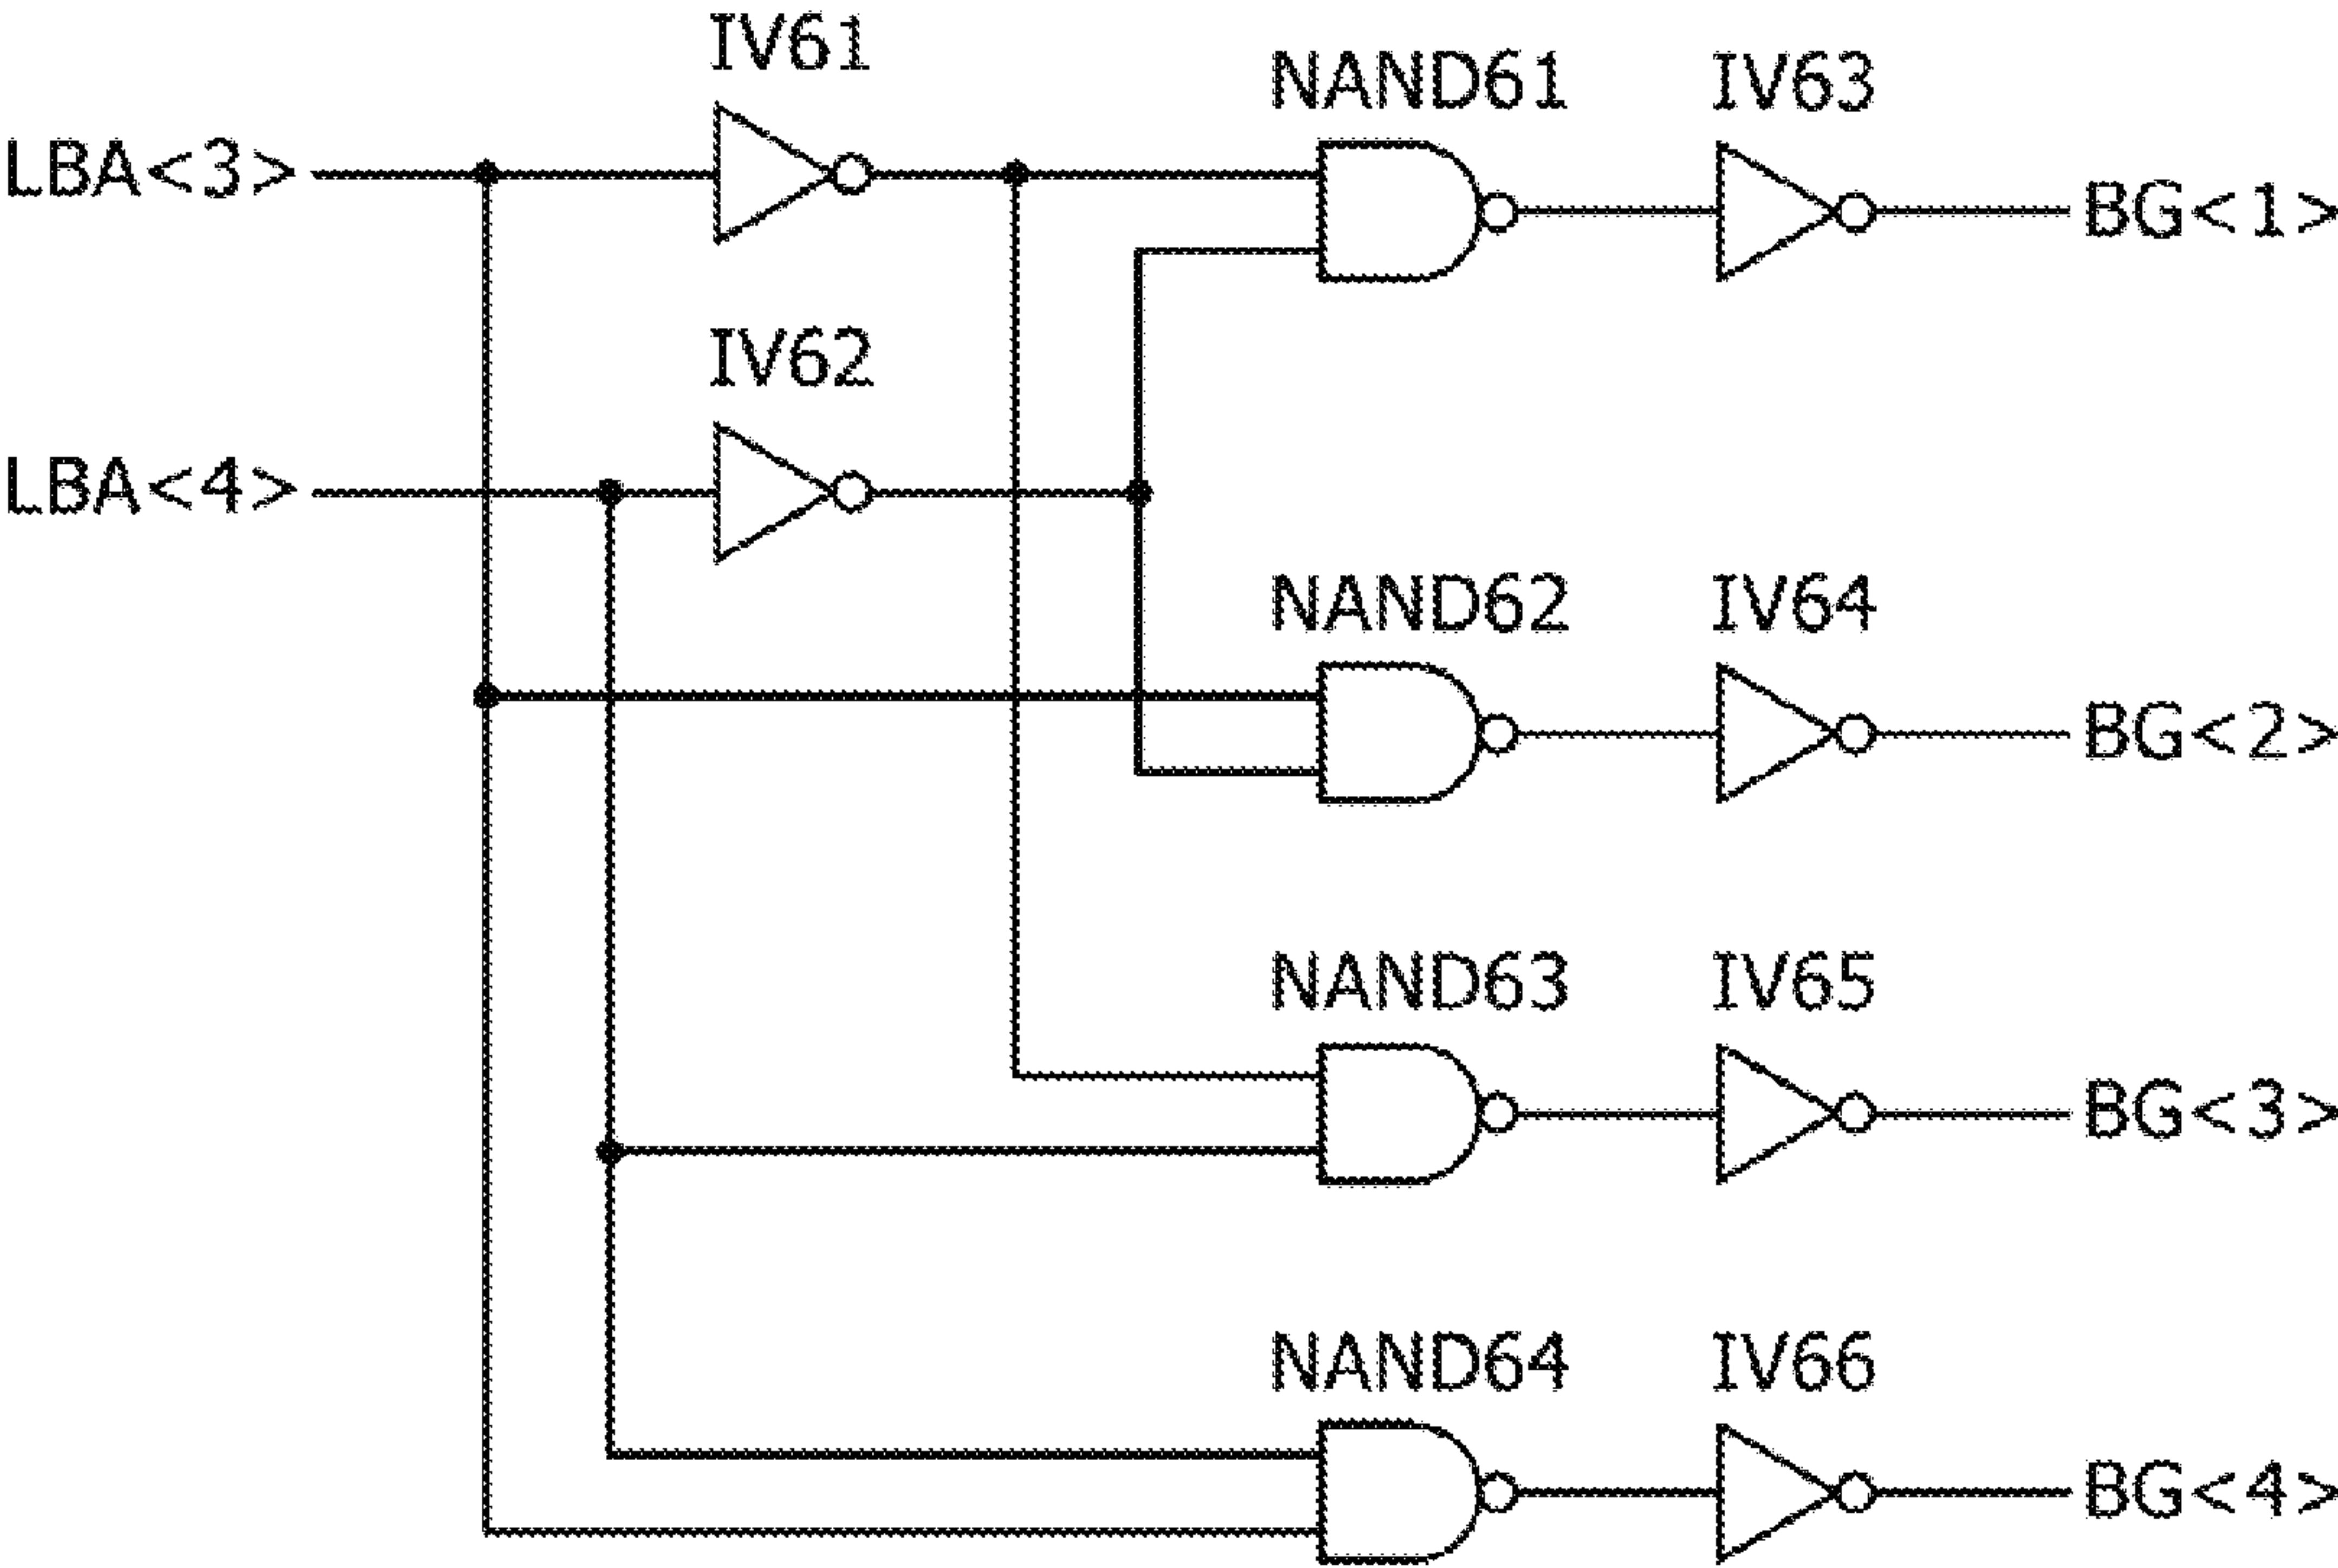 IV61
NAND61 IV63
LBA<3>
BG<1>
IV62
LBA<4>
NAND62 IV64
BG<2>
NAND63 IV65
BG<3>
NAND64 IV66
BG<4>